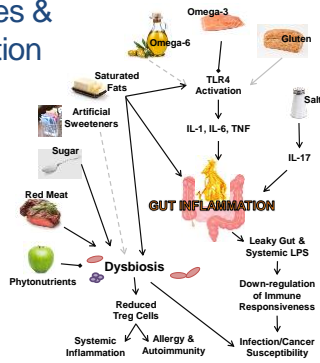 es &
tion
Omega-3
Omega-6
Gluten
Saturated
Fats
TLR4
Activation
Salt
Artificial
Sweeteners
IL-1, IL-6, TNF
Sugar
IL-17
Red Meat
GUT INFLAMMATION
Leaky Gut &
Systemic LPS
Dysbiosis
Phytonutrients
Down-regulation
of Immune
Responsiveness
Reduced
Treg Cells
Systemic
Inflammation
Allergy &
Autoimmunity
Infection/Cancer
Susceptibility